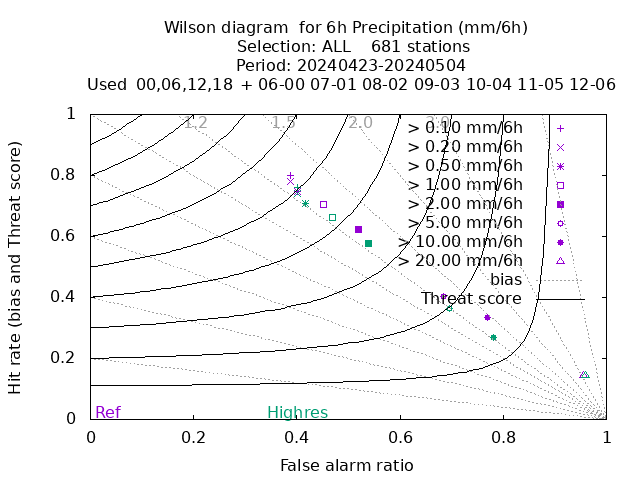 Wilson diagram  for 6h Precipitation (mm/6h)
Selection: ALL    681 stations
Period: 20240423-20240504
Used  00,06,12,18  + 06-00 07-01 08-02 09-03 10-04 11-05 12-06
Hit rate (bias and Threat score)
1
0.8
0.6
0.4
0.2
0
1.2 1.5 2.0 3.0
> 0.10 mm/6h
> 0.20 mm/6h
> 0.50 mm/6h
> 1.00 mm/6h
> 2.00 mm/6h
> 5.00 mm/6h
> 10.00 mm/6h
> 20.00 mm/6h
bias
Threat score
Ref Highres
0 0.2 0.4 0.6 0.8 1
False alarm ratio